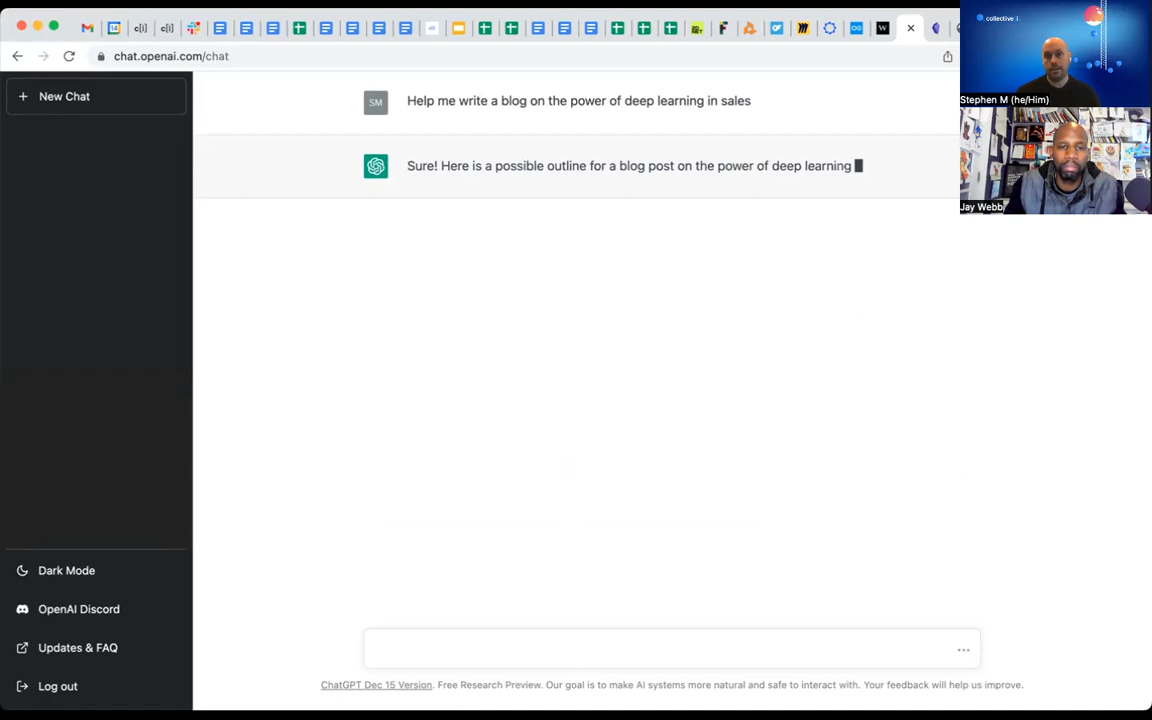 chat.openai.com/chat
collective i
Stephen M (he/Him)
Jay Webb
New Chat
SM
Help me write a blog on the power of deep learning in sales
Sure! Here is a possible outline for a blog post on the power of deep learning
Dark Mode
OpenAI Discord
Updates & FAQ
Log out
ChatGPT Dec 15 Version. Free Research Preview. Our goal is to make AI systems more natural and safe to interact with. Your feedback will help us improve.